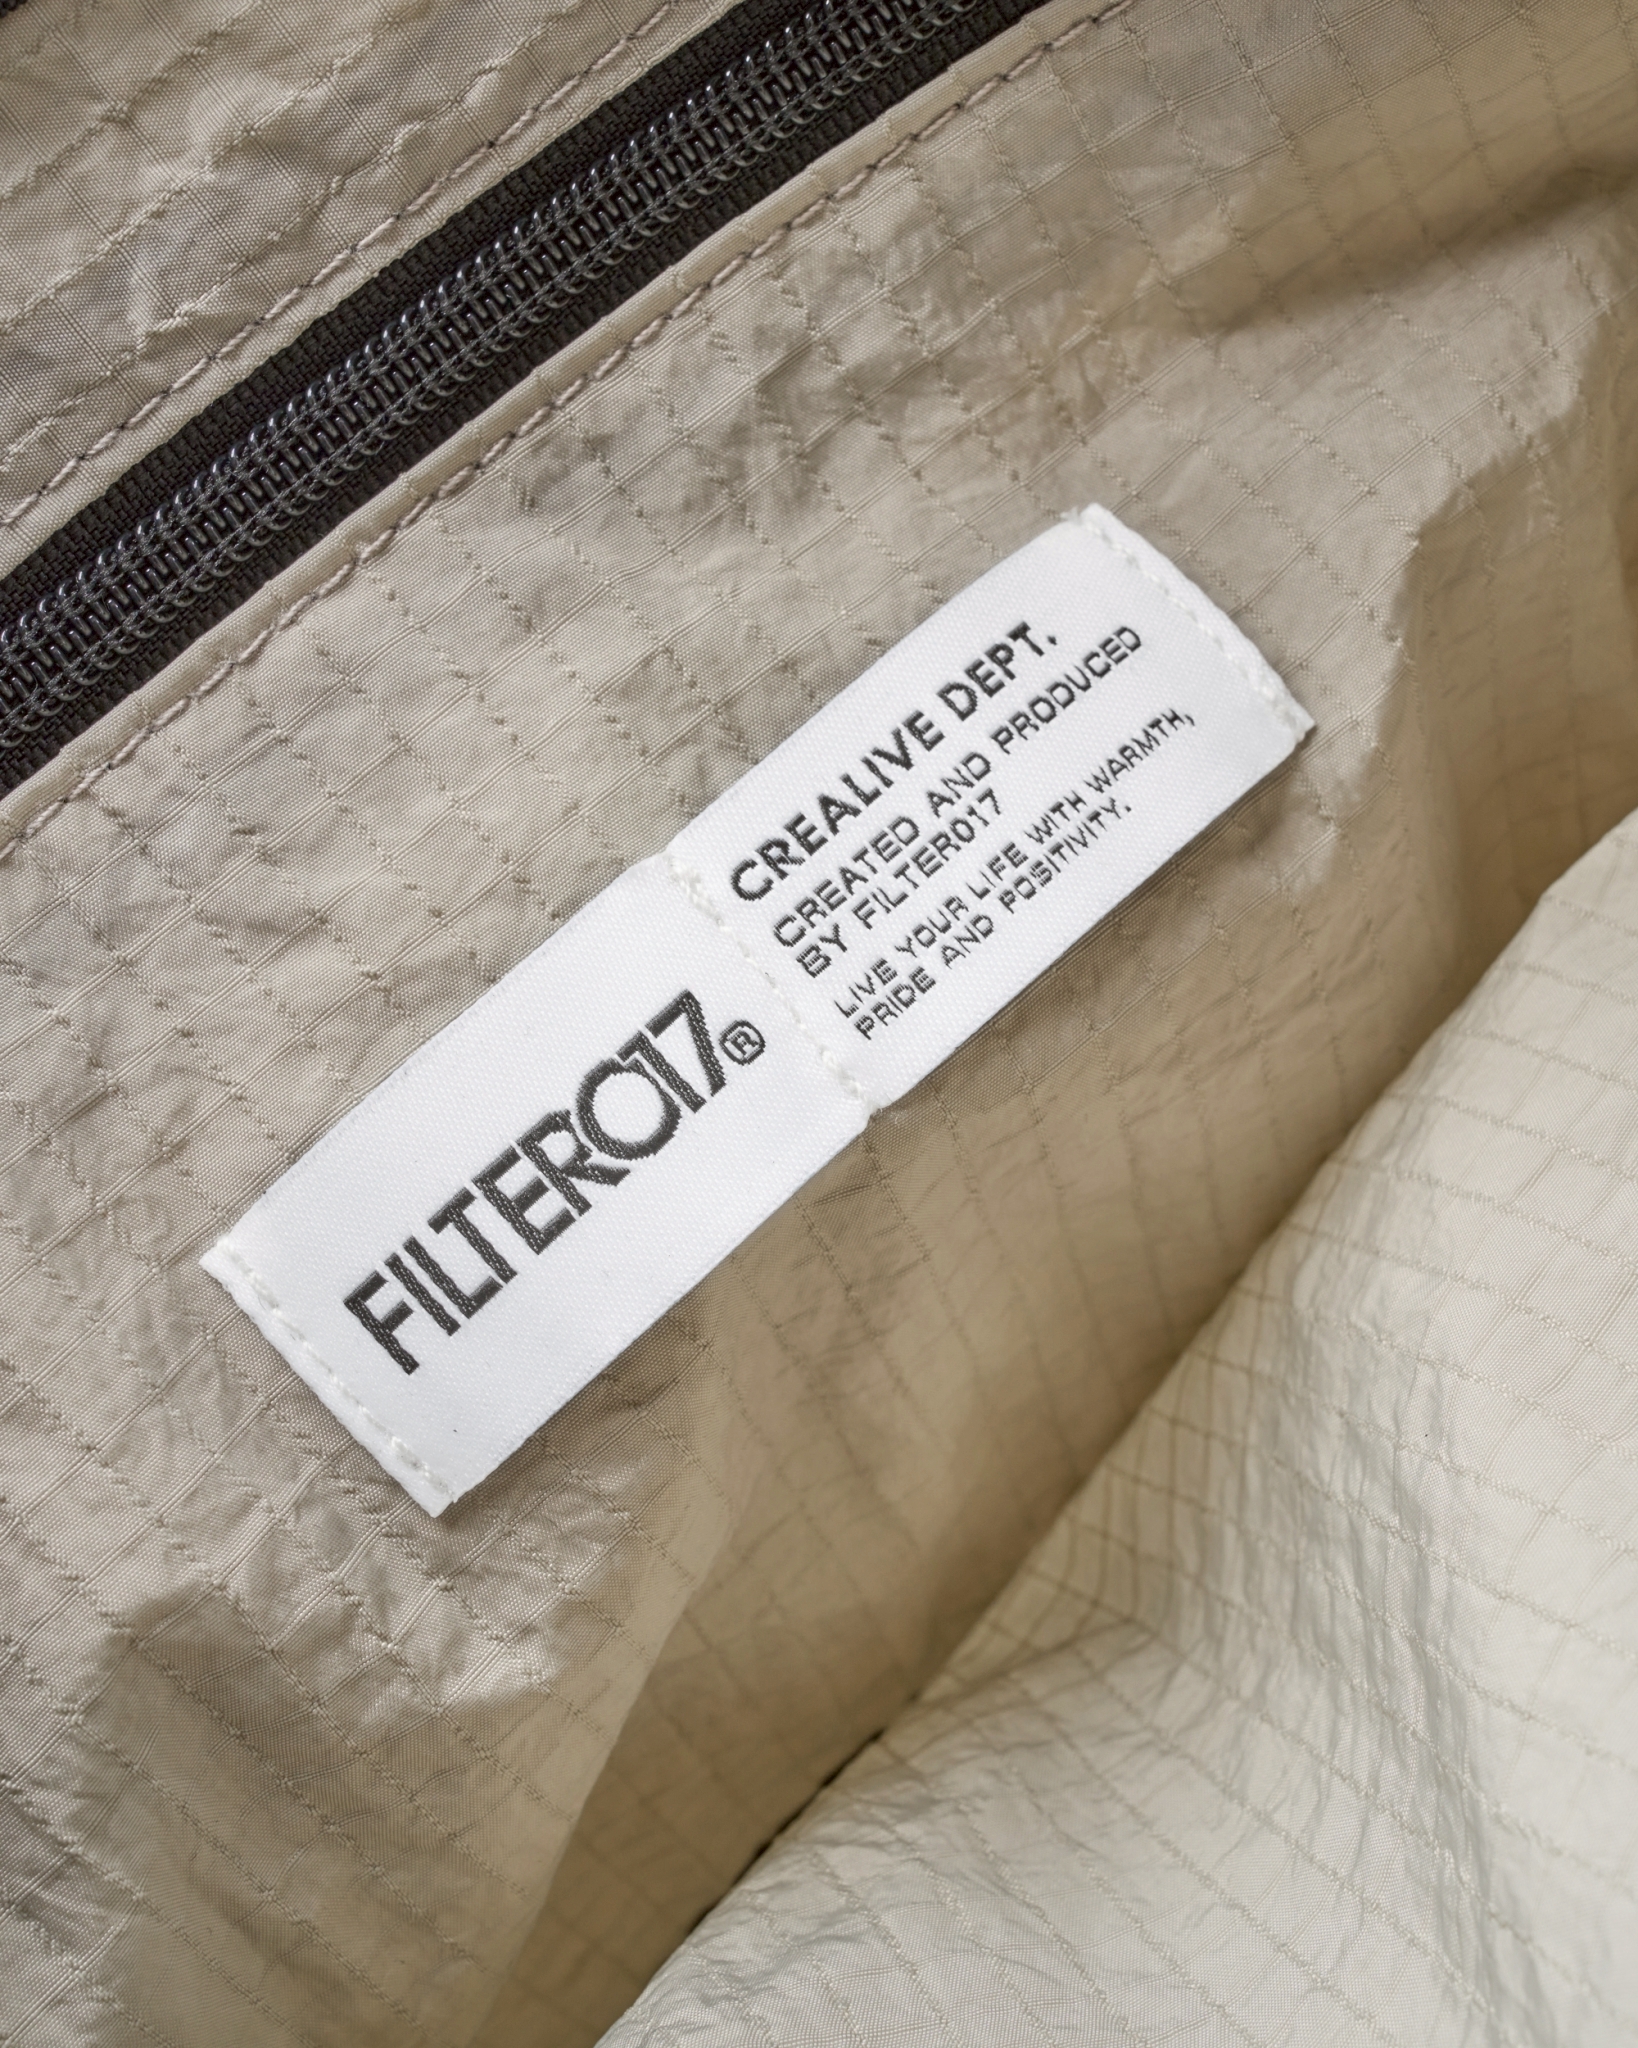 FILTER017®
CREALIVE DEPT.
CREATED AND PRODUCED
BY FILTER017
LIVE YOUR LIFE WITH WARMTH,
PRIDE AND POSITIVITY.